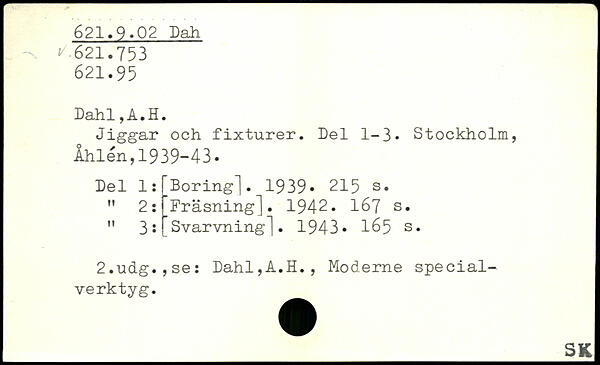 621.9.02 Dah
✓ 621.753
621.95
Dahl,A.H.
Jiggar och fixturer. Del 1-3. Stockholm,
Åhlén,1939-43.
Del 1:[Boring]. 1939. 215 s.
" 2:[Fräsning]. 1942. 167 s.
" 3:[Svarvning]. 1943. 165 s.
2.udg.,se: Dahl,A.H., Moderne special-
verktyg.
SK